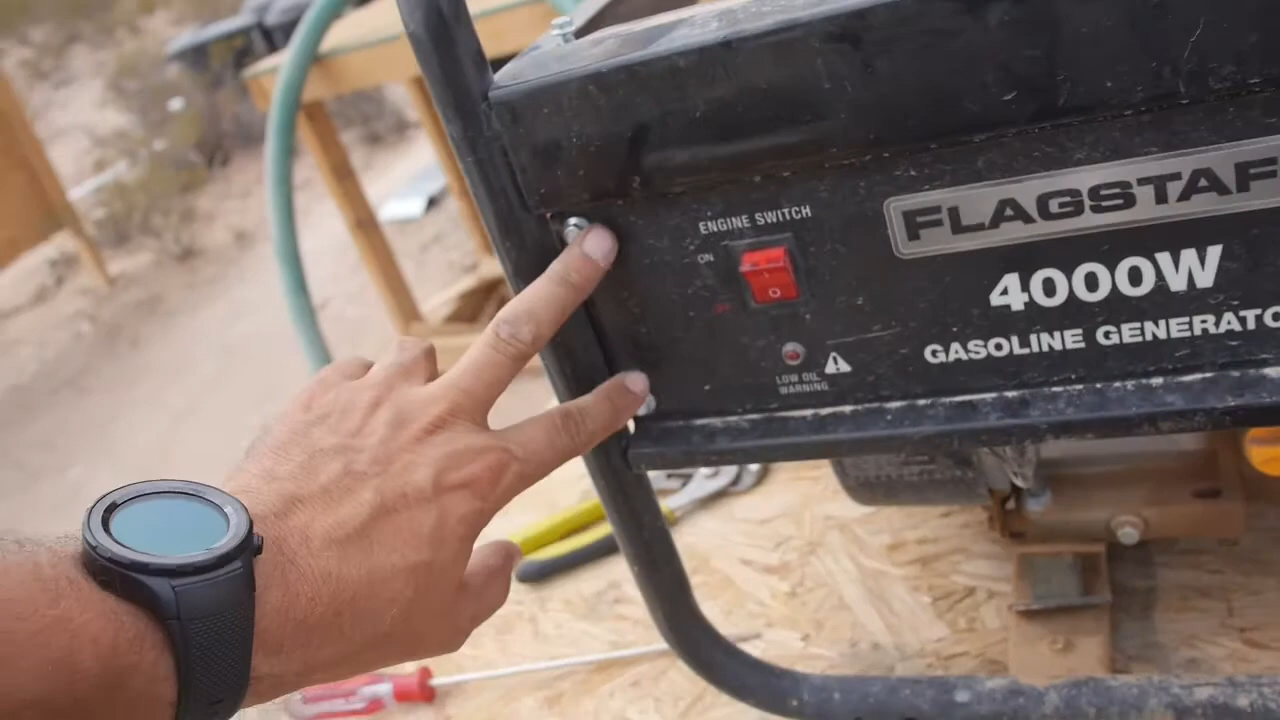 ENGINE SWITCH
ON
FLAGSTAF
4000W
GASOLINE GENERATO
LOW OIL
WARNING